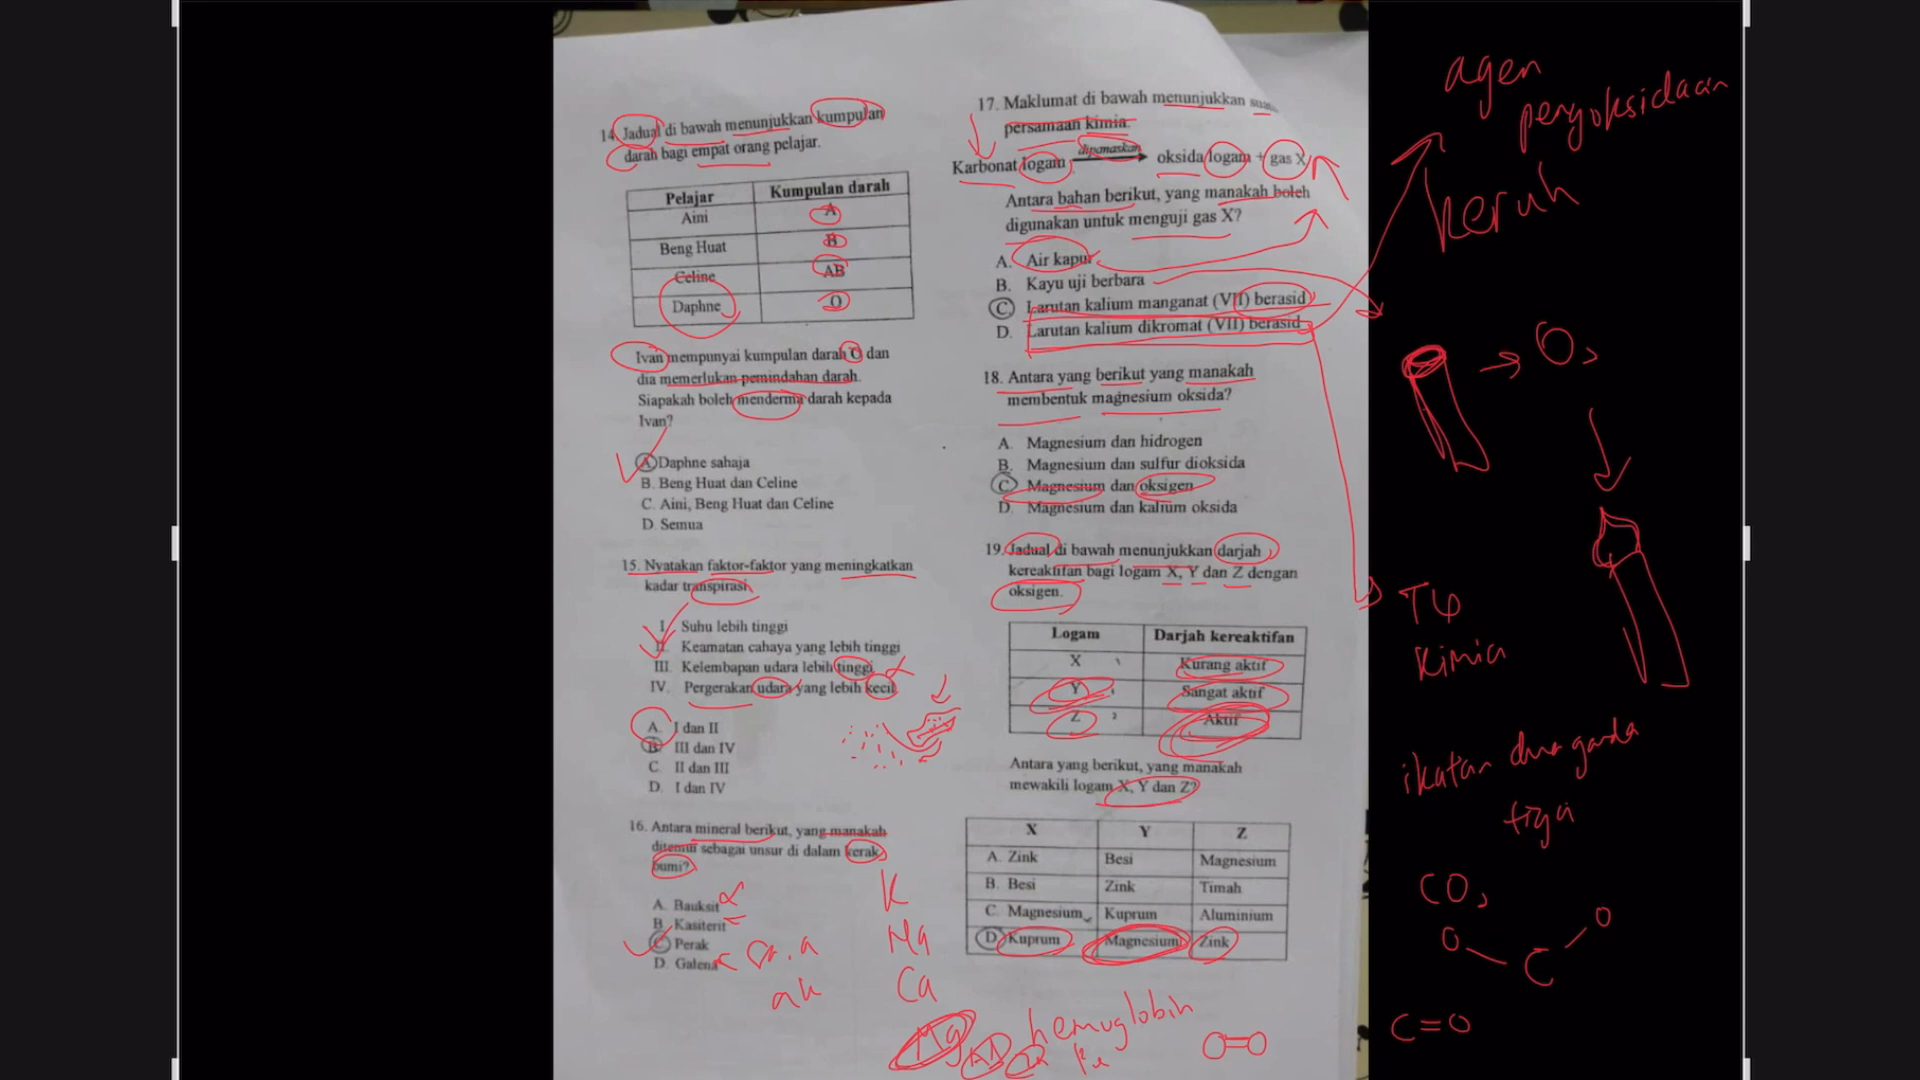 14. Jadual di bawah menunjukkan kumpulan
darah bagi empat orang pelajar.
Pelajar Kumpulan darah
Aini A
Beng Huat B
Celine AB
Daphne O
Ivan mempunyai kumpulan darah O dan
dia memerlukan pemindahan darah.
Siapakah boleh menderma darah kepada
Ivan?
A. Daphne sahaja
B. Beng Huat dan Celine
C. Aini, Beng Huat dan Celine
D. Semua
15. Nyatakan faktor-faktor yang meningkatkan
kadar transpirasi.
I. Suhu lebih tinggi
II. Keamatan cahaya yang lebih tinggi
III. Kelembapan udara lebih tinggi
IV. Pergerakan udara yang lebih kecil
A. I dan II
B. III dan IV
C. II dan III
D. I dan IV
16. Antara mineral berikut, yang manakah
ditemui sebagai unsur di dalam kerak
bumi?
A. Bauksit
B. Kasiterit
C. Perak
D. Galena
17. Maklumat di bawah menunjukkan
persamaan kimia.
Karbonat logam dipanaskan oksida logam + gas X
Antara bahan berikut, yang manakah boleh
digunakan untuk menguji gas X?
A. Air kapur
B. Kayu uji berbara
C. Larutan kalium manganat (VII) berasid
D. Larutan kalium dikromat (VII) berasid
18. Antara yang berikut yang manakah
membentuk magnesium oksida?
A. Magnesium dan hidrogen
B. Magnesium dan sulfur dioksida
C. Magnesium dan oksigen
D. Magnesium dan kalium oksida
19. Jadual di bawah menunjukkan darjah
kereaktifan bagi logam X, Y dan Z dengan
oksigen.
Logam Darjah kereaktifan
X Kurang aktif
Y Sangat aktif
Z Aktif
Antara yang berikut, yang manakah
mewakili logam X, Y dan Z?
X Y Z
A. Zink Besi Magnesium
B. Besi Zink Timah
C. Magnesium Kuprum Aluminium
D. Kuprum Magnesium Zink
K
Na
Ca
Mg
hemoglobin
O=O
agen
pengoksidaan
keruh
O2
T4
Kimia
ikatan dua ganda
tiga
CO2
O C O
C=O